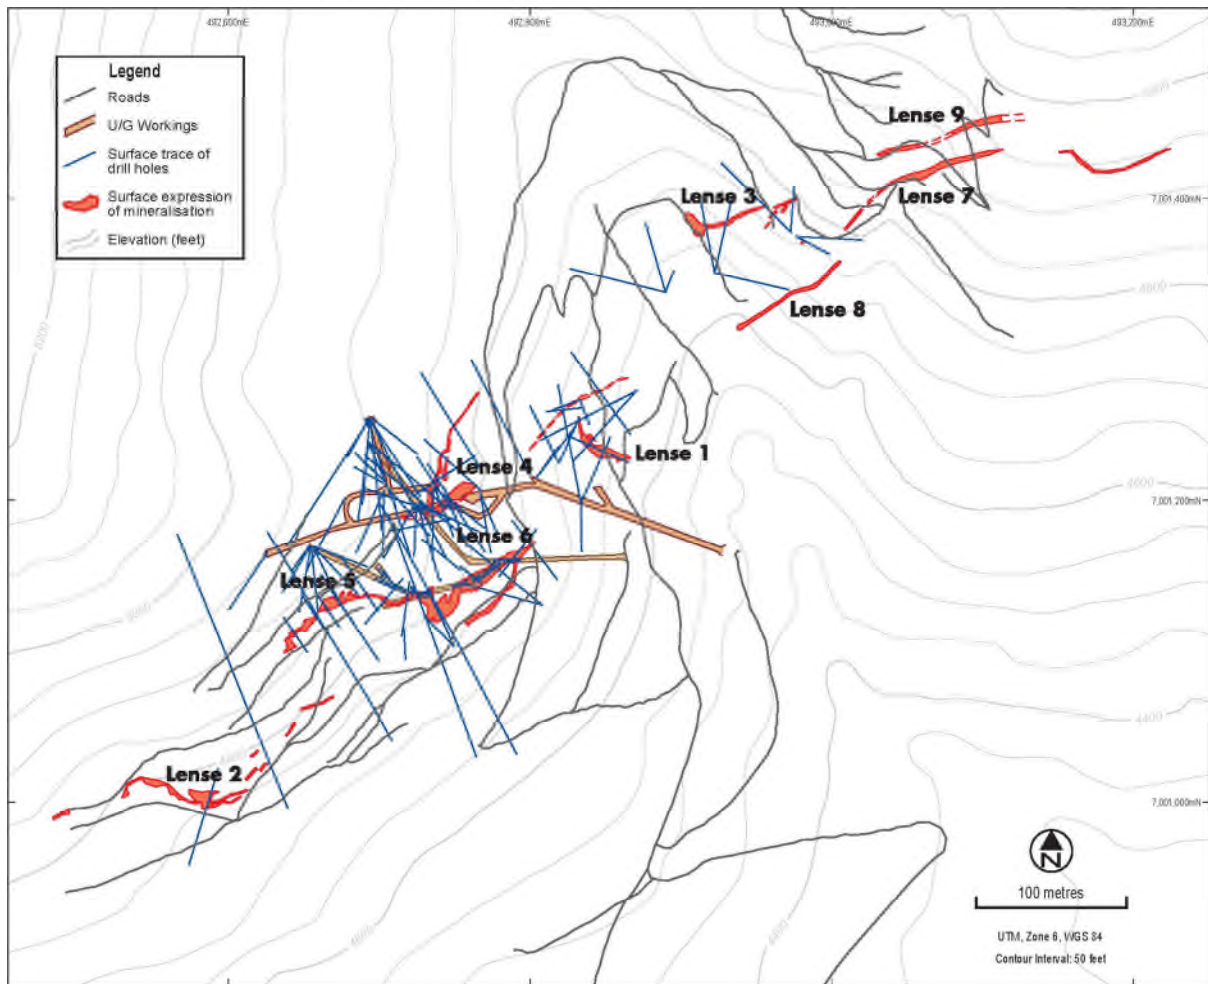 492,600mE
492,800mE
493,000mE
493,200mE
Legend
Roads
U/G Workings
Surface trace of
drill holes
Surface expression
of mineralisation
Elevation (feet)
Lense 9
Lense 7
Lense 3
7,001,400mN
Lense 8
4800
Lense 1
Lense 4
4600
7,001,200mN
Lense 6
Lense 5
4400
Lense 2
7,001,000mN
N
100 metres
UTM, Zone 6, WGS 84
Contour Interval: 50 feet